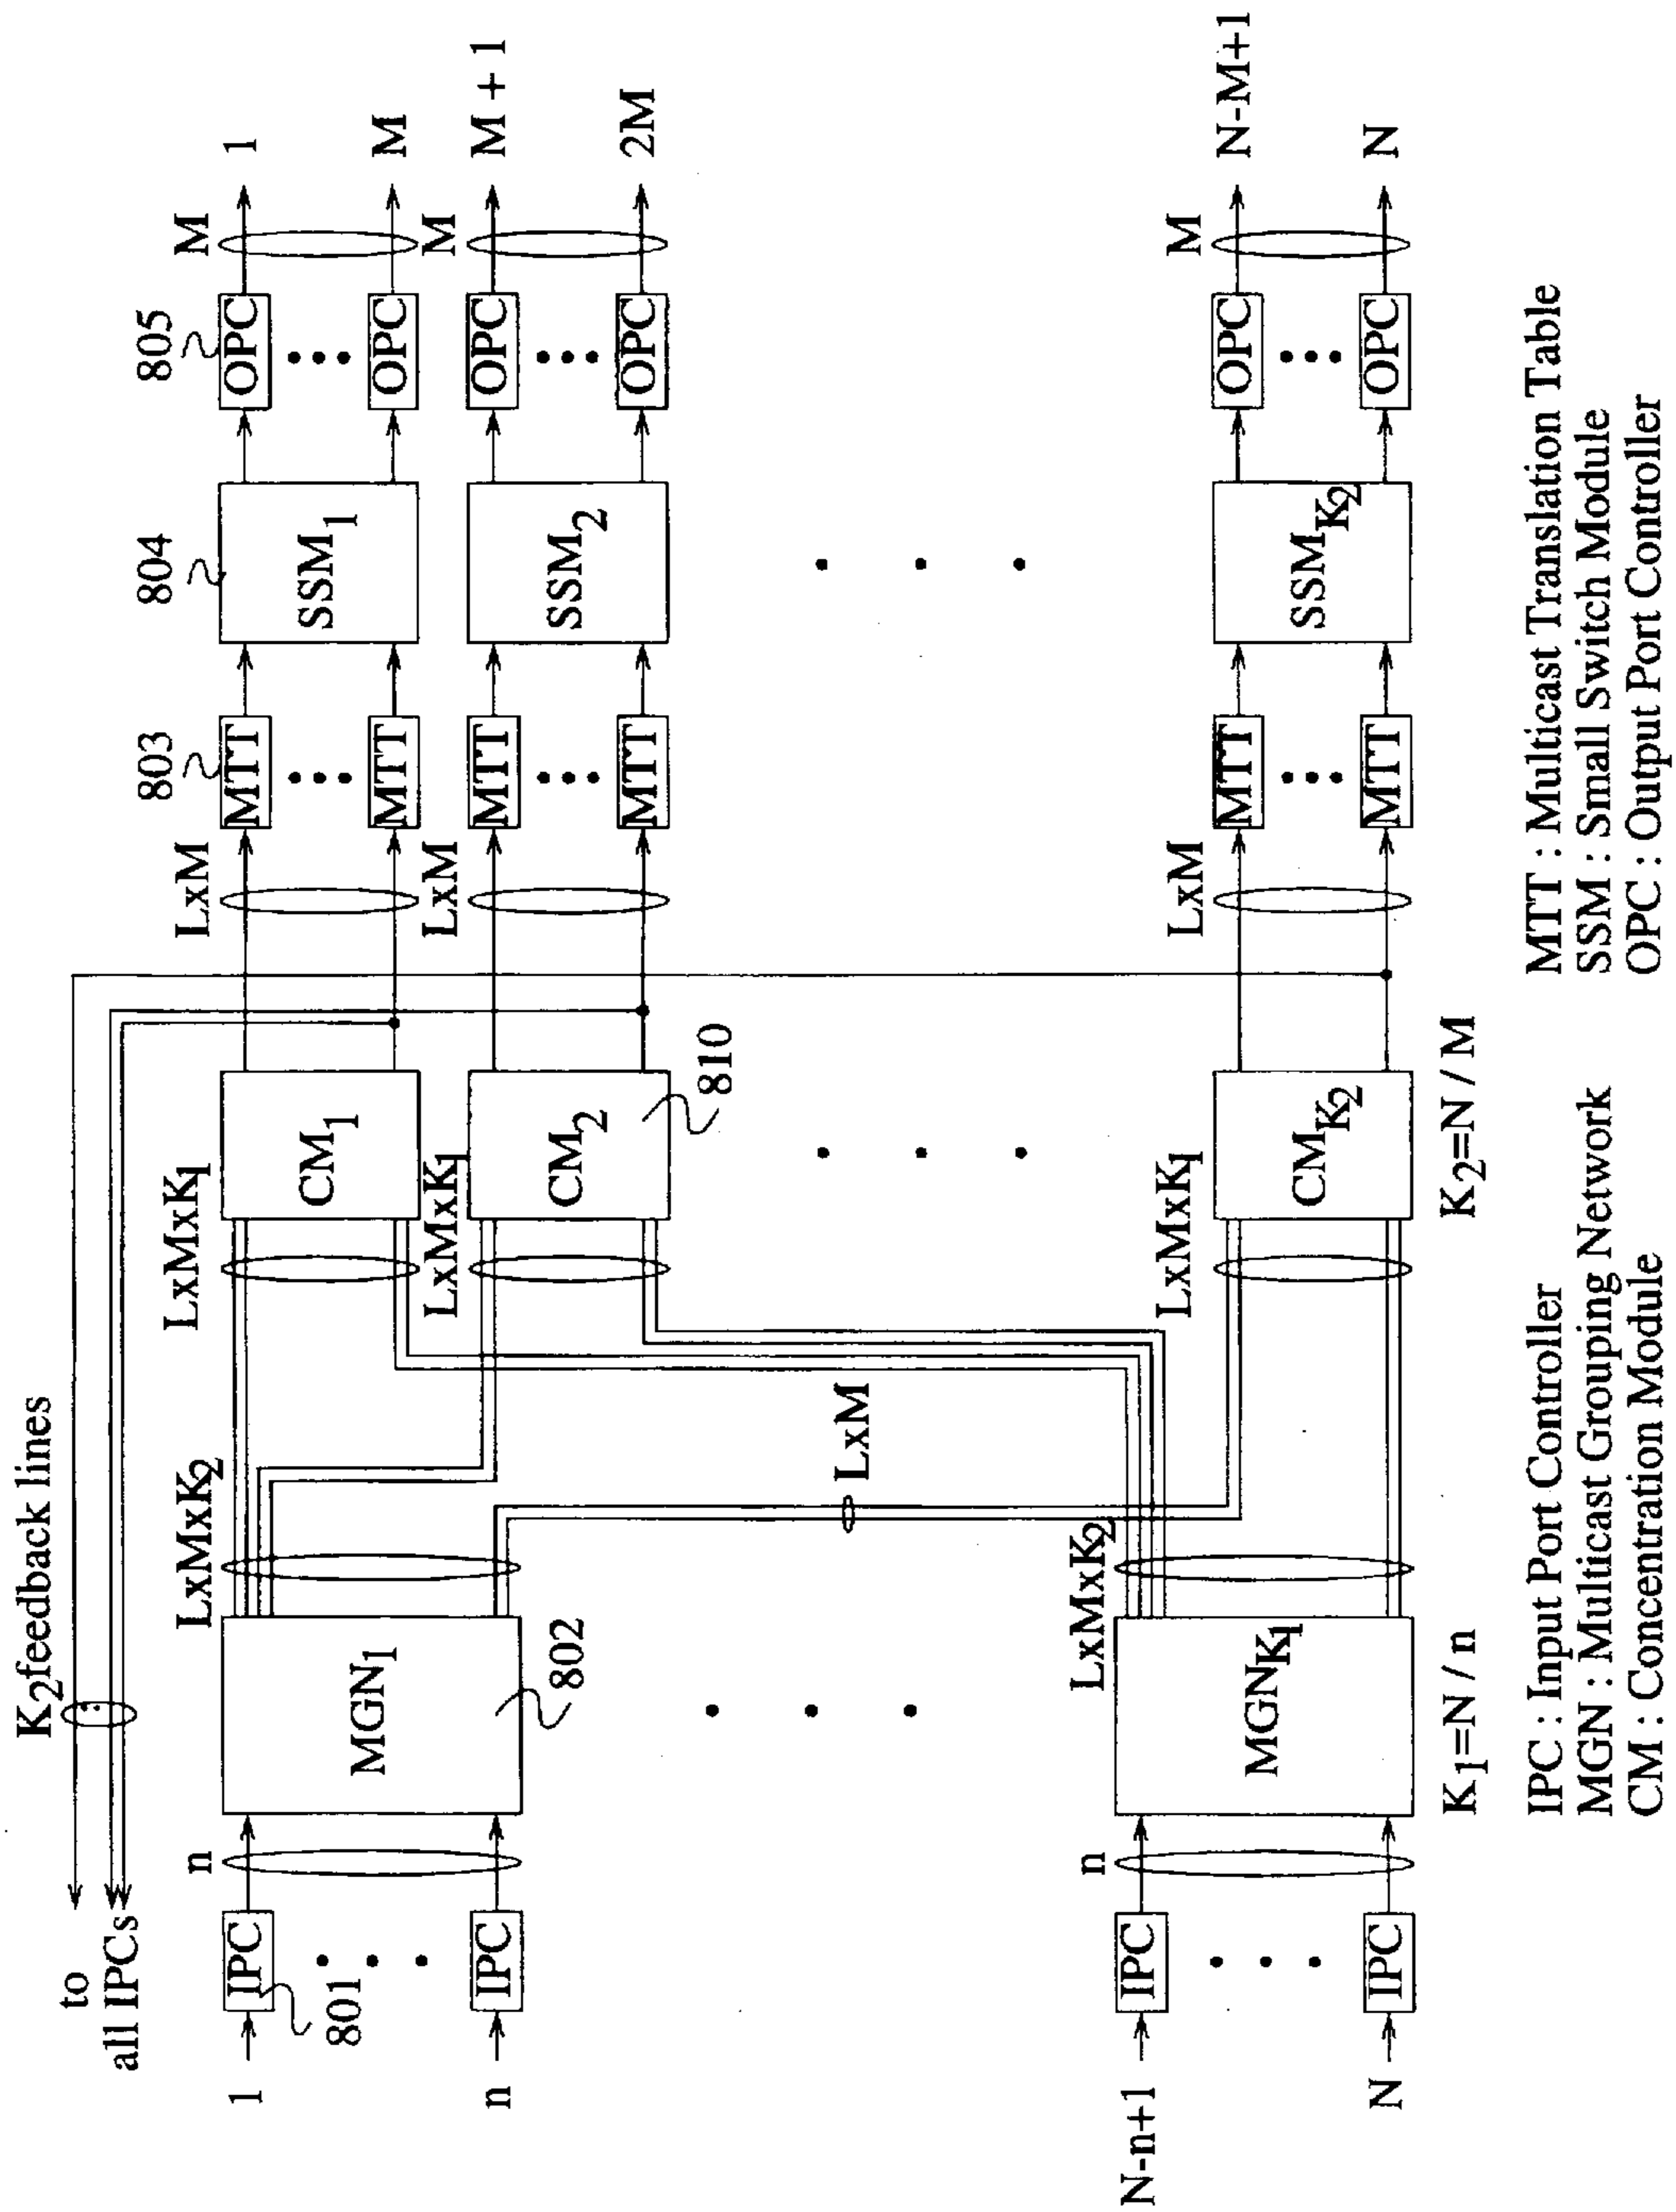 K2feedback lines
to
all IPCs
1
IPC
801
n
n
IPC
MGN1
802
LxMxK2
LxMxK1
CM1
LxM
803
MTT
MTT
804
SSM1
805
OPC
OPC
M
1
M
LxMxK1
CM2
810
LxM
MTT
MTT
SSM2
OPC
OPC
M
M + 1
2M
LxM
N-n+1
IPC
n
N
IPC
MGNK1
LxMxK2
LxMxK1
CMK2
LxM
MTT
MTT
SSMK2
OPC
OPC
M
N-M+1
N
K1=N / n
K2=N / M
IPC : Input Port Controller
MGN : Multicast Grouping Network
CM : Concentration Module
MTT : Multicast Translation Table
SSM : Small Switch Module
OPC : Output Port Controller